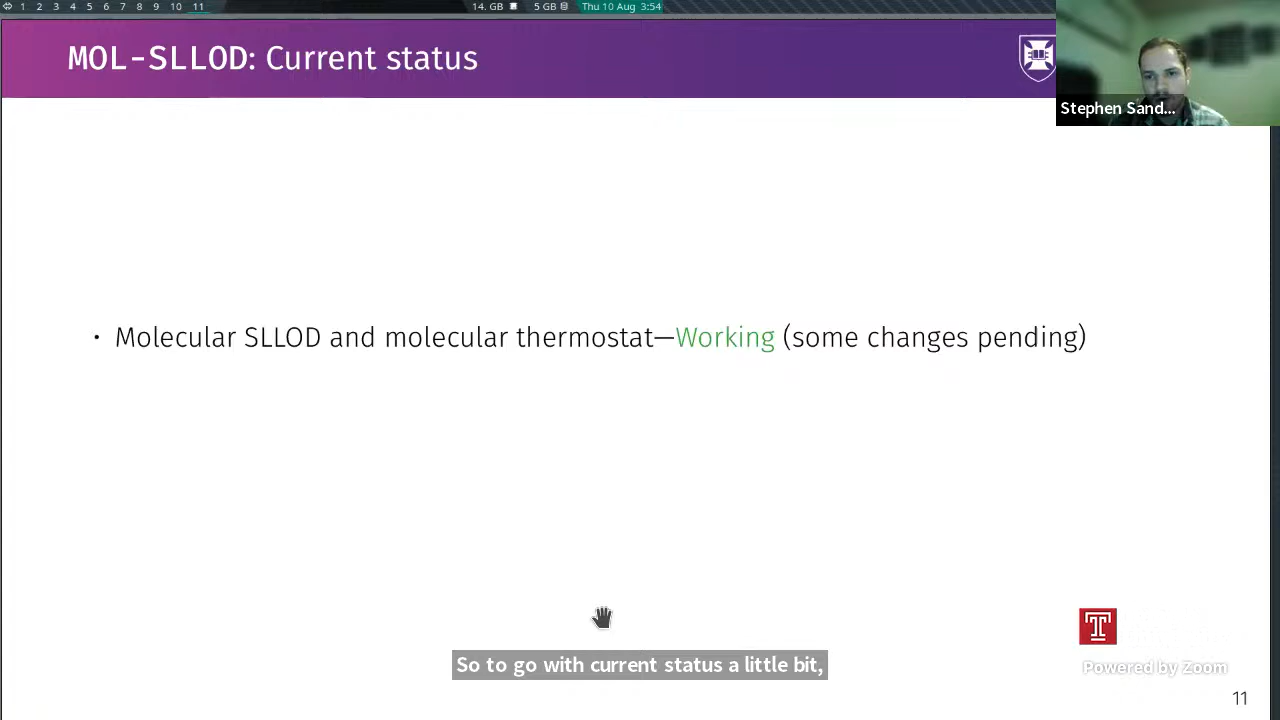 1 2 3 4 5 6 7 8 9 10 11 14. GB 5 GB Thu 10 Aug 3:54
MOL-SLLOD: Current status
Stephen Sand...
• Molecular SLLOD and molecular thermostat—Working (some changes pending)
So to go with current status a little bit,
T
Powered by Zoom
11